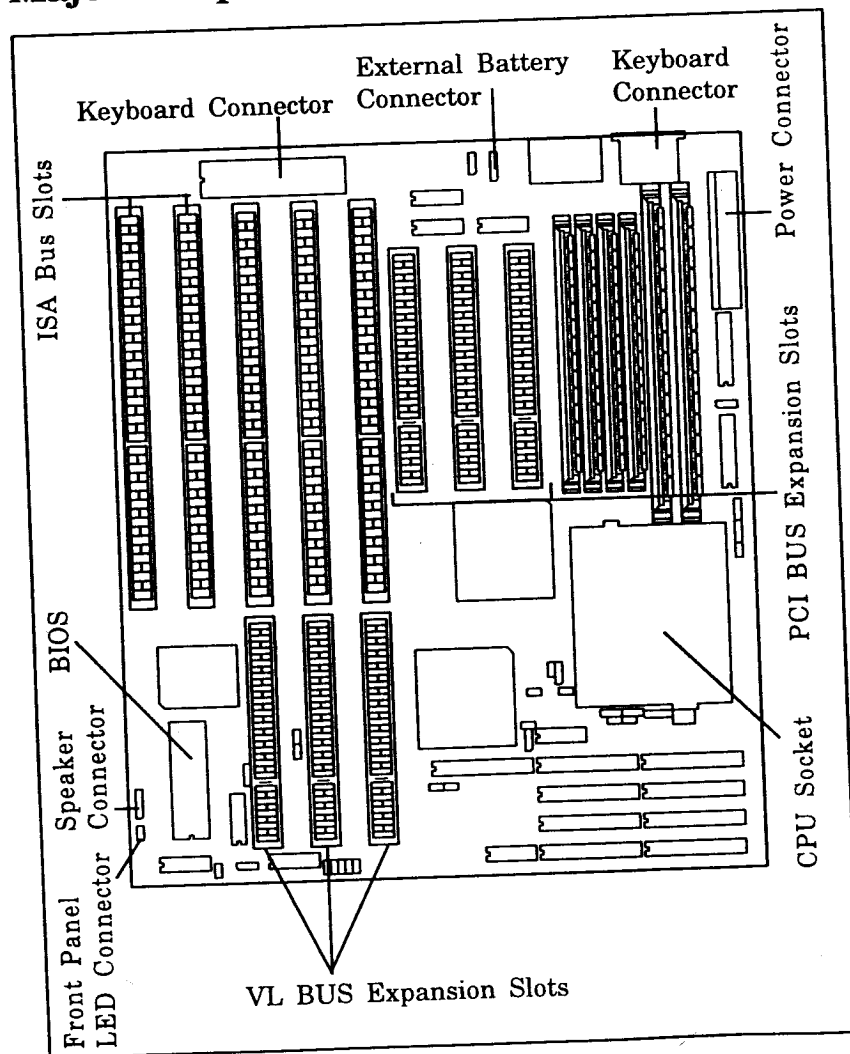 External Battery
Connector
Keyboard
Connector
Keyboard Connector
Power Connector
ISA Bus Slots
PCI BUS Expansion Slots
BIOS
Speaker
Connector
CPU Socket
Front Panel
LED Connector
VL BUS Expansion Slots